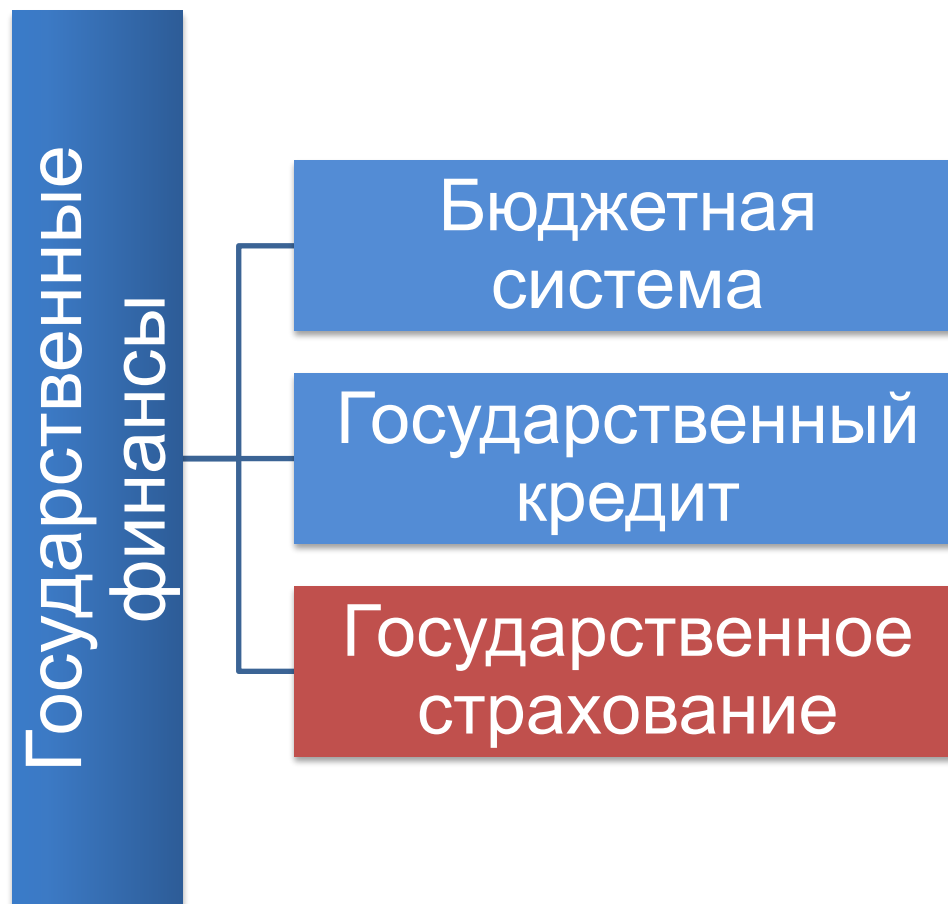 Государственные
финансы
Бюджетная
система
Государственный
кредит
Государственное
страхование